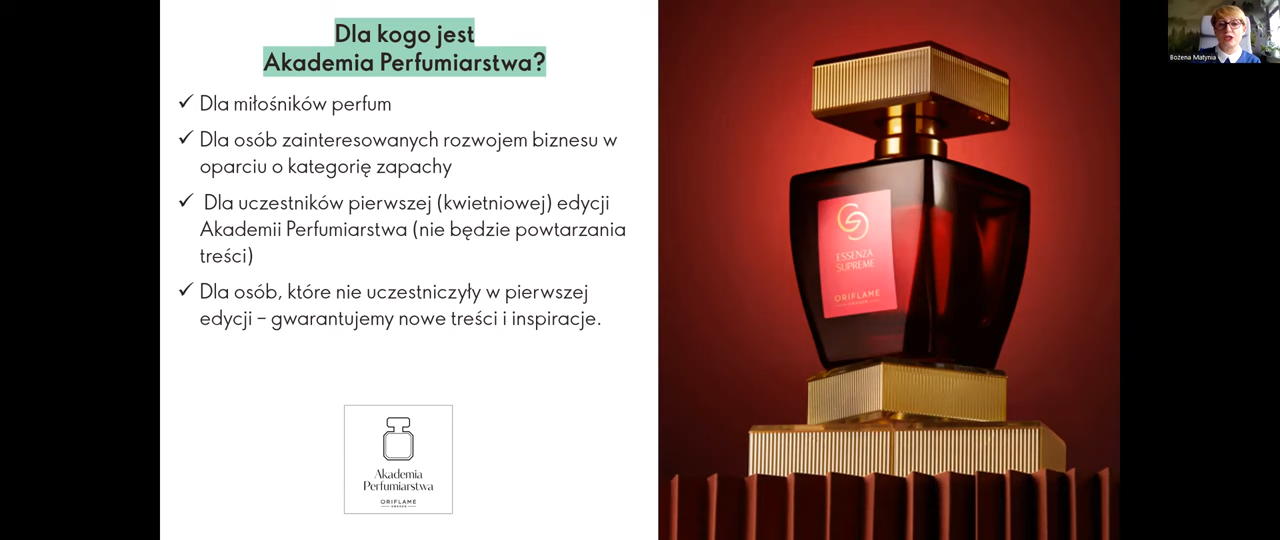 Dla kogo jest
Akademia Perfumiarstwa?
✓ Dla miłośników perfum
✓ Dla osób zainteresowanych rozwojem biznesu w
oparciu o kategorię zapachy
✓ Dla uczestników pierwszej (kwietniowej) edycji
Akademii Perfumiarstwa (nie będzie powtarzania
treści)
✓ Dla osób, które nie uczestniczyły w pierwszej
edycji – gwarantujemy nowe treści i inspiracje.
Akademia
Perfumiarstwa
ORIFLAME
SWEDEN
ESSENZA
SUPREME
ORIFLAME
SWEDEN
Bożena Matynia